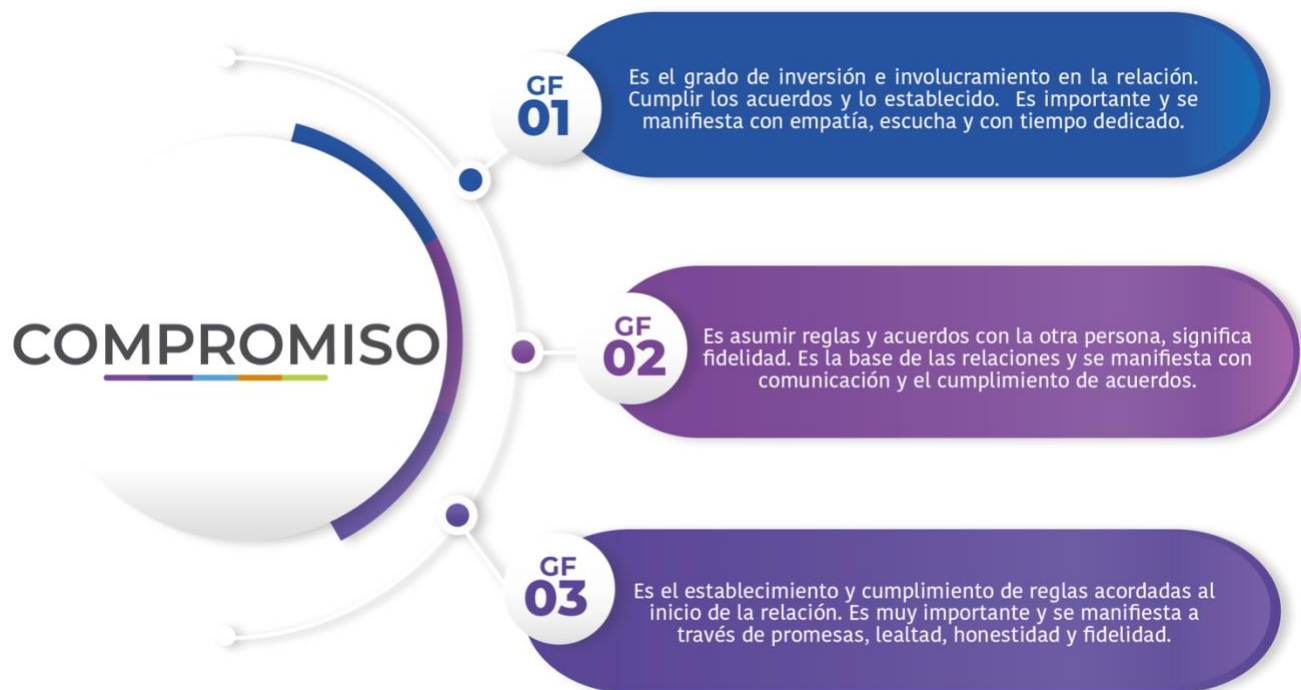 GF
01
Es el grado de inversión e involucramiento en la relación.
Cumplir los acuerdos y lo establecido. Es importante y se
manifiesta con empatía, escucha y con tiempo dedicado.
COMPROMISO
GF
02
Es asumir reglas y acuerdos con la otra persona, significa
fidelidad. Es la base de las relaciones y se manifiesta con
comunicación y el cumplimiento de acuerdos.
GF
03
Es el establecimiento y cumplimiento de reglas acordadas al
inicio de la relación. Es muy importante y se manifiesta a
través de promesas, lealtad, honestidad y fidelidad.